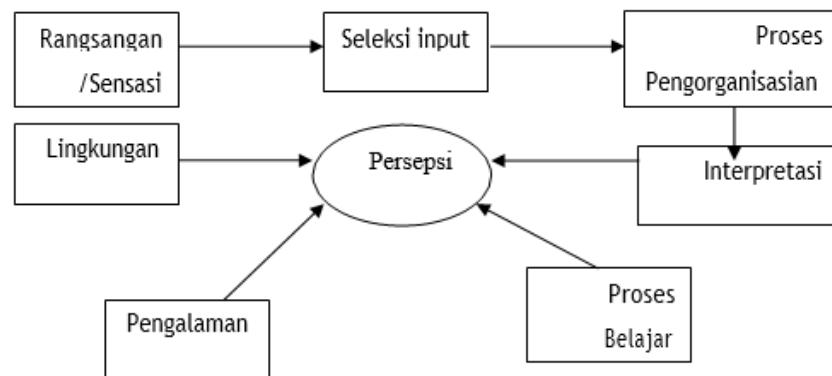 Rangsangan
/Sensasi
Seleksi input
Proses
Pengorganisasian
Lingkungan
Persepsi
Interpretasi
Pengalaman
Proses
Belajar